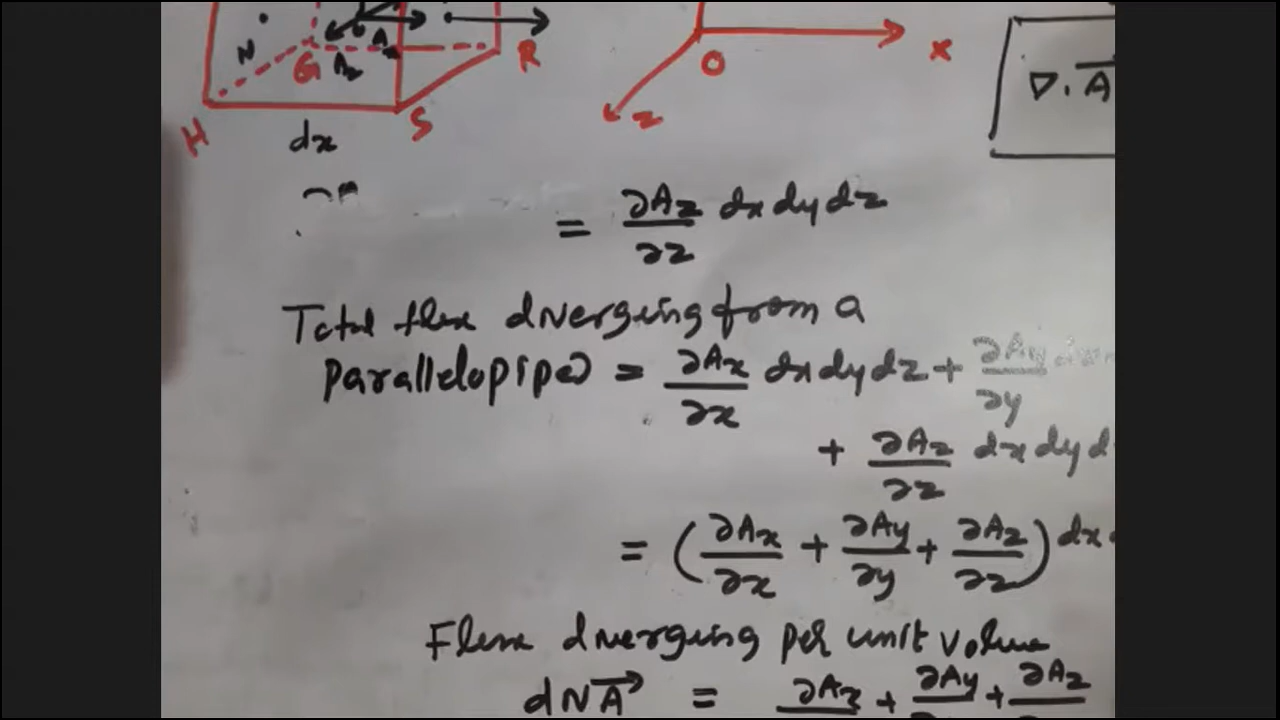 N
G
A
A₂
R
O
x
z
H
S
dx
∇. A⃗
= ∂Az/∂z dx dy dz
Total flux diverging from a
parallelopiped = ∂Ax/∂x dx dy dz + ∂Ay/∂y
+ ∂Az/∂z dx dy d
= (∂Ax/∂x + ∂Ay/∂y + ∂Az/∂z) dx
Flux diverging per unit volume
div A⃗ = ∂Ax + ∂Ay + ∂Az